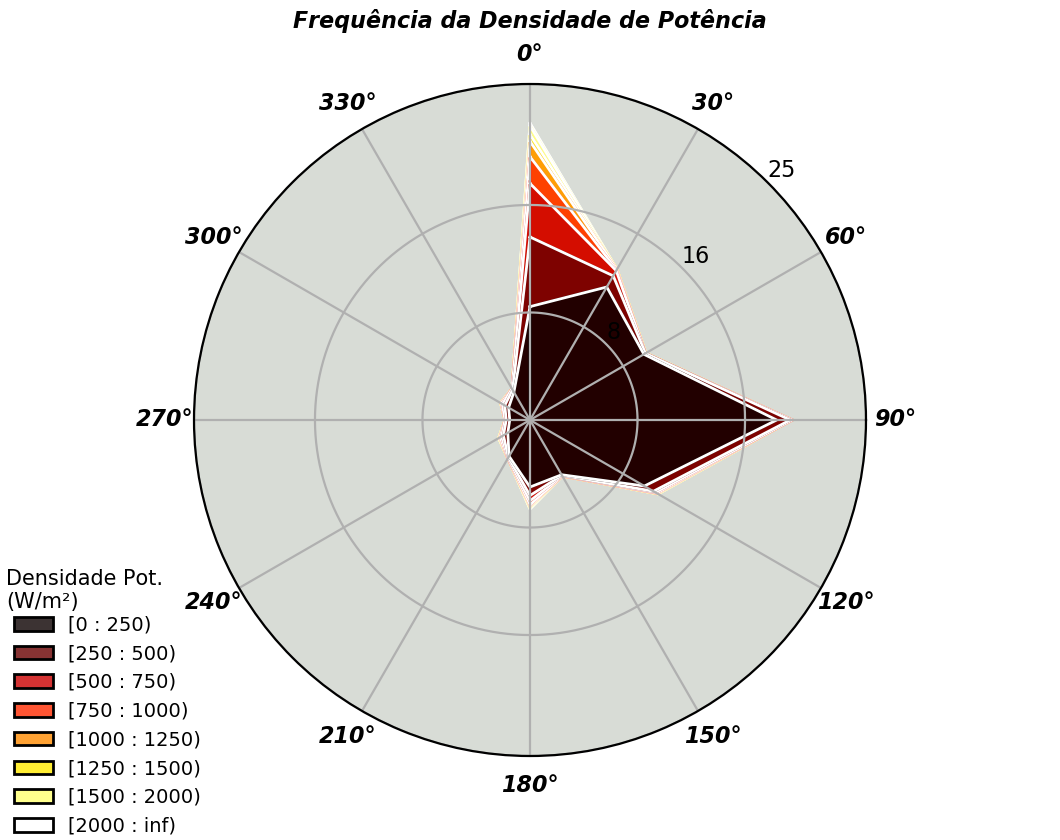 Frequência da Densidade de Potência
0°
330°
30°
25
300°
60°
16
8
270°
90°
240°
120°
210°
150°
180°
Densidade Pot.
(W/m²)
[0 : 250)
[250 : 500)
[500 : 750)
[750 : 1000)
[1000 : 1250)
[1250 : 1500)
[1500 : 2000)
[2000 : inf)